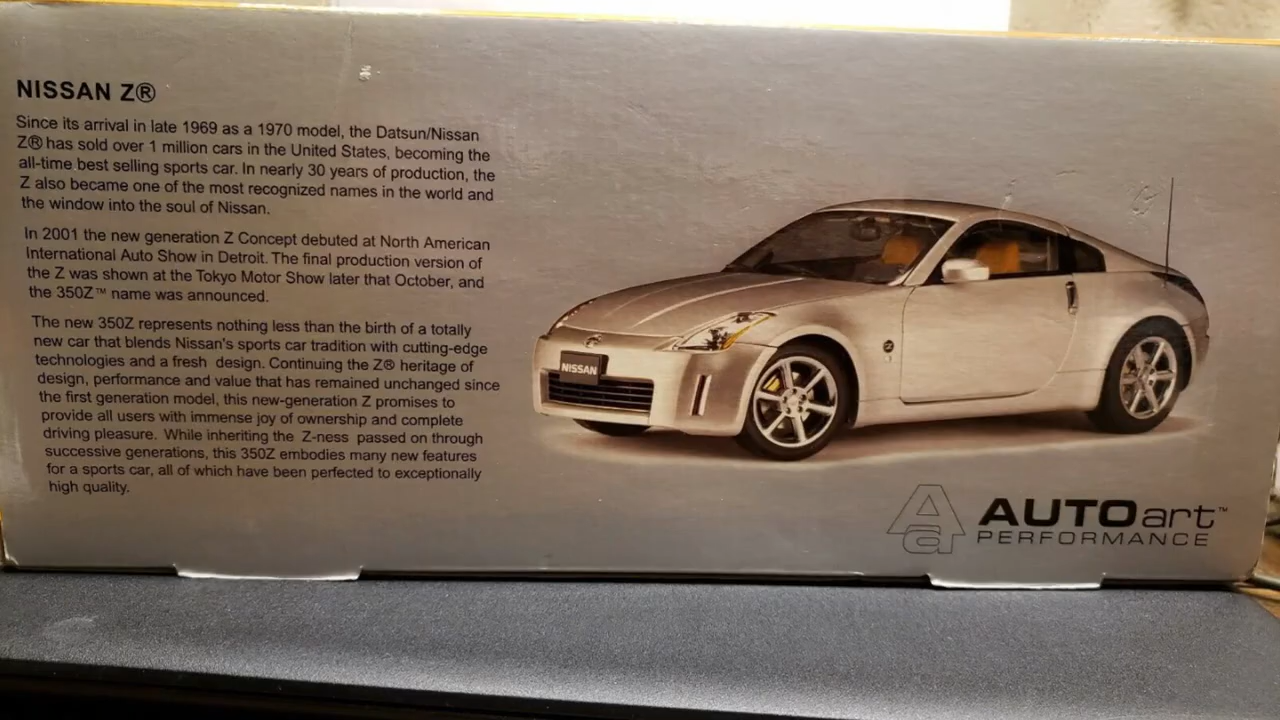 NISSAN Z®
Since its arrival in late 1969 as a 1970 model, the Datsun/Nissan
Z® has sold over 1 million cars in the United States, becoming the
all-time best selling sports car. In nearly 30 years of production, the
Z also became one of the most recognized names in the world and
the window into the soul of Nissan.
In 2001 the new generation Z Concept debuted at North American
International Auto Show in Detroit. The final production version of
the Z was shown at the Tokyo Motor Show later that October, and
the 350Z™ name was announced.
The new 350Z represents nothing less than the birth of a totally
new car that blends Nissan's sports car tradition with cutting-edge
technologies and a fresh design. Continuing the Z® heritage of
design, performance and value that has remained unchanged since
the first generation model, this new-generation Z promises to
provide all users with immense joy of ownership and complete
driving pleasure. While inheriting the Z-ness passed on through
successive generations, this 350Z embodies many new features
for a sports car, all of which have been perfected to exceptionally
high quality.
NISSAN
Z
Aa
AUTOart™
PERFORMANCE